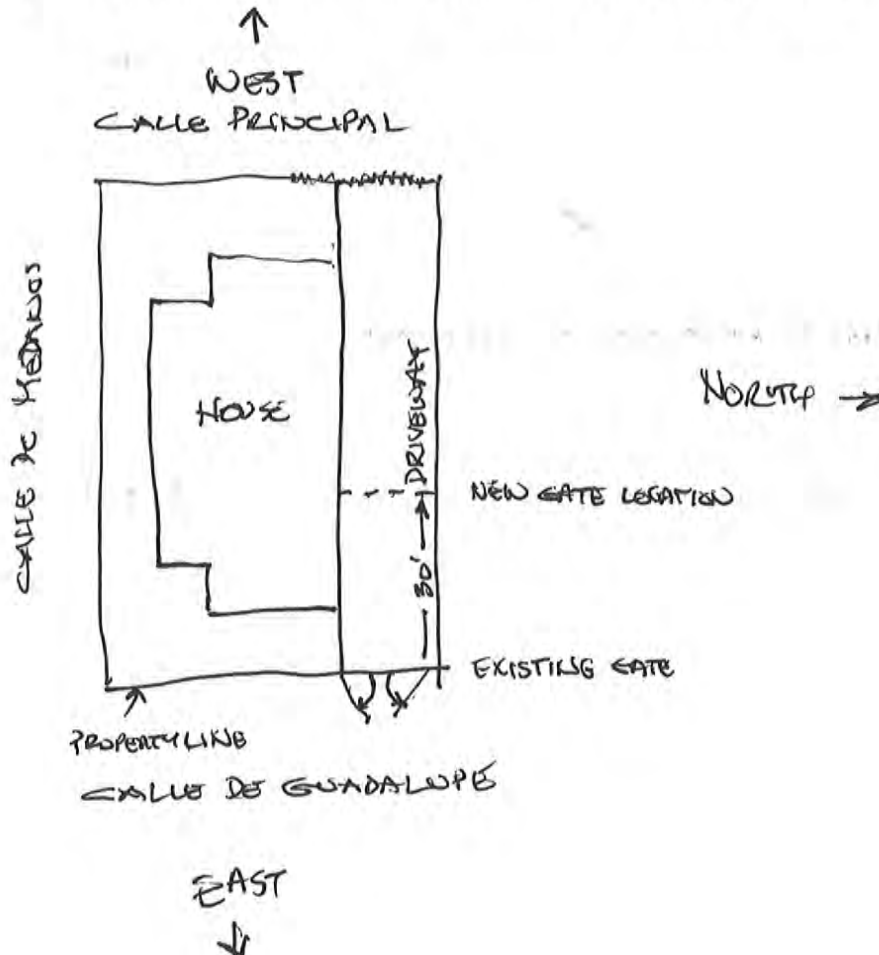 WEST
CALLE PRINCIPAL
CALLE DE MEDANOS
HOUSE
DRIVEWAY
NORTH
NEW GATE LOCATION
30'
EXISTING GATE
PROPERTY LINE
CALLE DE GUADALUPE
EAST